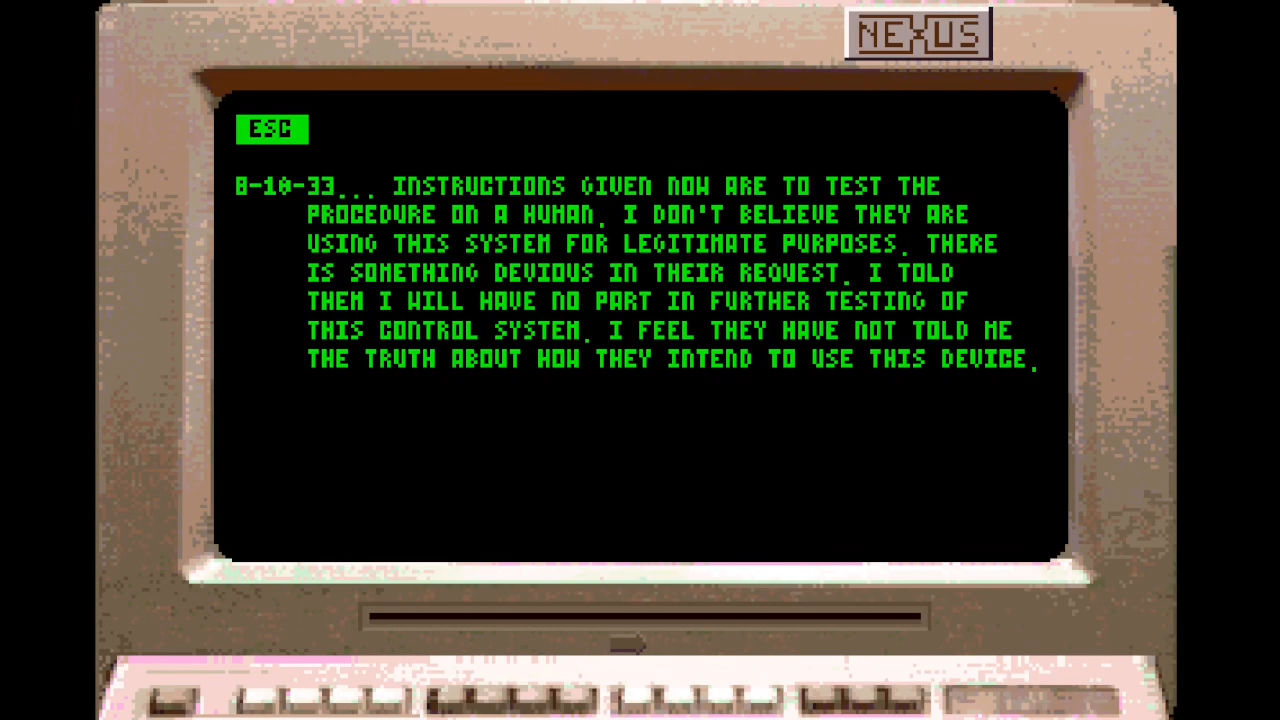 NEXUS
ESC
8-10-33... INSTRUCTIONS GIVEN NOW ARE TO TEST THE
PROCEDURE ON A HUMAN. I DON'T BELIEVE THEY ARE
USING THIS SYSTEM FOR LEGITIMATE PURPOSES. THERE
IS SOMETHING DEVIOUS IN THEIR REQUEST. I TOLD
THEM I WILL HAVE NO PART IN FURTHER TESTING OF
THIS CONTROL SYSTEM. I FEEL THEY HAVE NOT TOLD ME
THE TRUTH ABOUT HOW THEY INTEND TO USE THIS DEVICE.